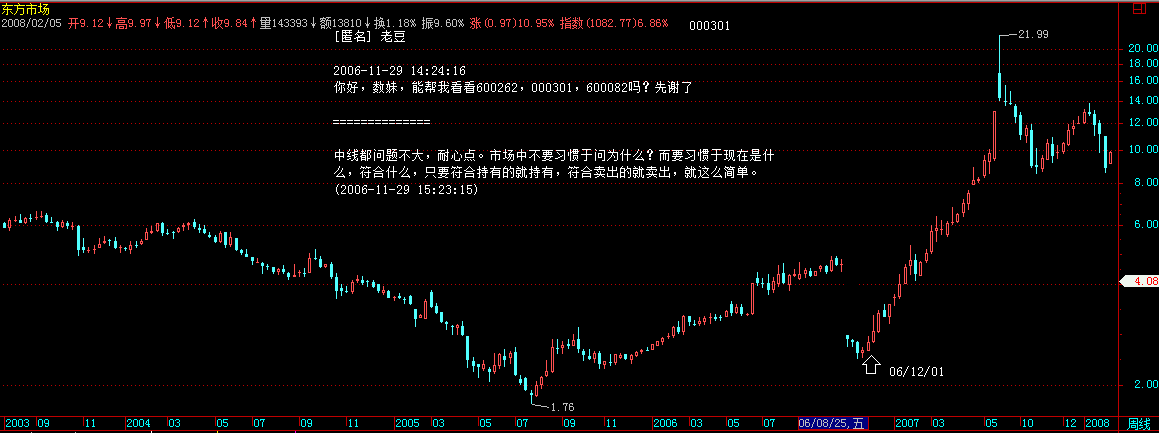 东方市场
2008/02/05 开9.12↓高9.97↓低9.12↑收9.84↑量143393↓额13810↓换1.18% 振9.60% 涨(0.97)10.95% 指数(1082.77)6.86% 000301
[匿名] 老豆
2006-11-29 14:24:16
你好，数妹，能帮我看看600262，000301，600082吗？先谢了
==============
中线都问题不大，耐心点。市场中不要习惯于问为什么？而要习惯于现在是什
么，符合什么，只要符合持有的就持有，符合卖出的就卖出，就这么简单。
(2006-11-29 15:23:15)
21.99
20.00
18.00
16.00
14.00
12.00
10.00
8.00
6.00
4.08
2.00
06/12/01
1.76
2003 09 11 2004 03 05 07 09 11 2005 03 05 07 09 11 2006 03 05 07 06/08/25,五 2007 03 05 10 12 2008 周线